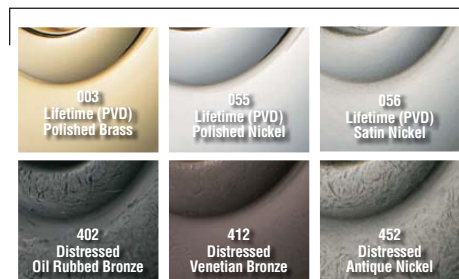 003
Lifetime (PVD)
Polished Brass
055
Lifetime (PVD)
Polished Nickel
056
Lifetime (PVD)
Satin Nickel
402
Distressed
Oil Rubbed Bronze
412
Distressed
Venetian Bronze
452
Distressed
Antique Nickel